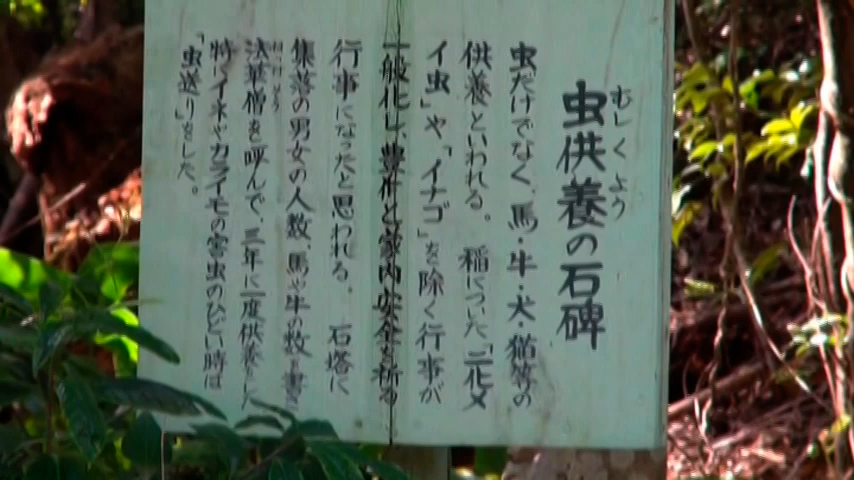 むしくよう
虫供養の石碑
虫だけでなく、馬・牛・犬・猫等の
供養といわれる。 稲についた「三化メ
イ虫」や「イナゴ」を除く行事が
一般化し、豊作と家内安全を祈る
行事になったと思われる。 石塔に
集落の男女の人数、馬や牛の数を書き
法華僧を呼んで、三年に一度供養をした
特にイネやカライモの害虫のひどい時は
「虫送り」をした。